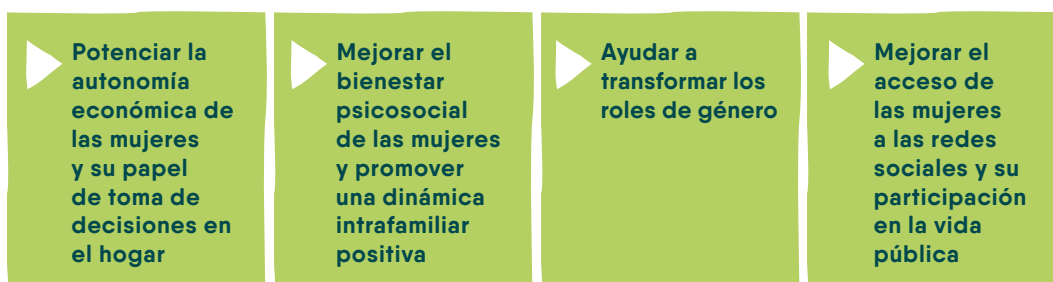 Potenciar la
autonomía
económica de
las mujeres
y su papel
de toma de
decisiones en
el hogar
Mejorar el
bienestar
psicosocial
de las mujeres
y promover
una dinámica
intrafamiliar
positiva
Ayudar a
transformar los
roles de género
Mejorar el
acceso de
las mujeres
a las redes
sociales y su
participación
en la vida
pública